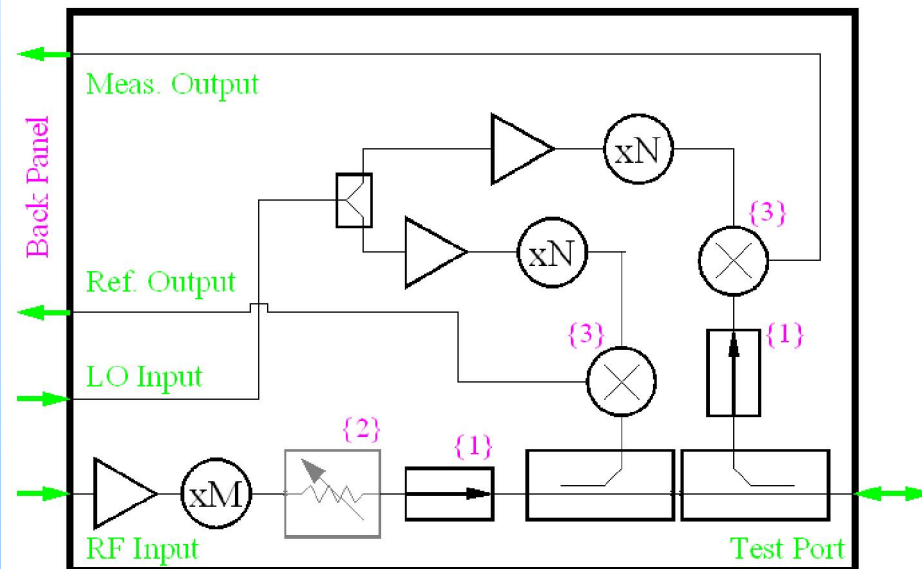 Meas. Output
Back Panel
xN
{3}
xN
Ref. Output
{3}
{1}
LO Input
{2}
{1}
xM
RF Input
Test Port